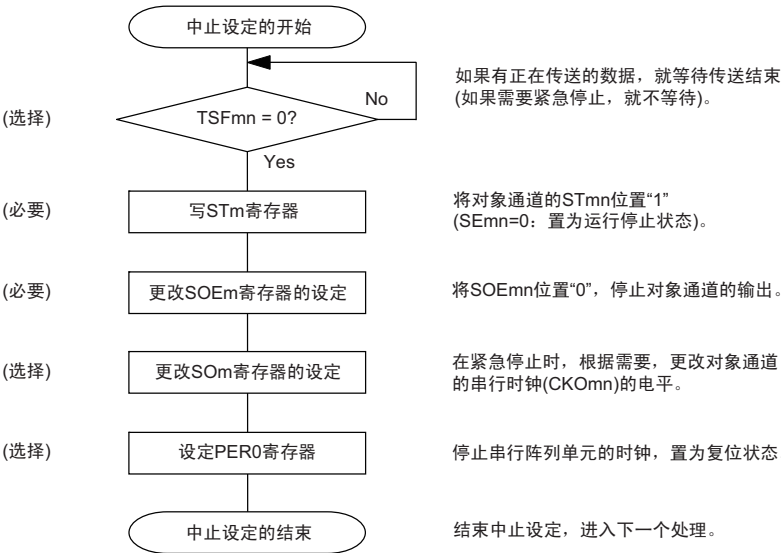 中止设定的开始
如果有正在传送的数据，就等待传送结束
(如果需要紧急停止，就不等待)。
(选择)
TSFmn = 0?
No
Yes
(必要)
写STm寄存器
将对象通道的STmn位置“1”
(SEmn=0：置为运行停止状态)。
(必要)
更改SOEm寄存器的设定
将SOEmn位置“0”，停止对象通道的输出。
(选择)
更改SOm寄存器的设定
在紧急停止时，根据需要，更改对象通道
的串行时钟(CKOmn)的电平。
(选择)
设定PER0寄存器
停止串行阵列单元的时钟，置为复位状态
中止设定的结束
结束中止设定，进入下一个处理。